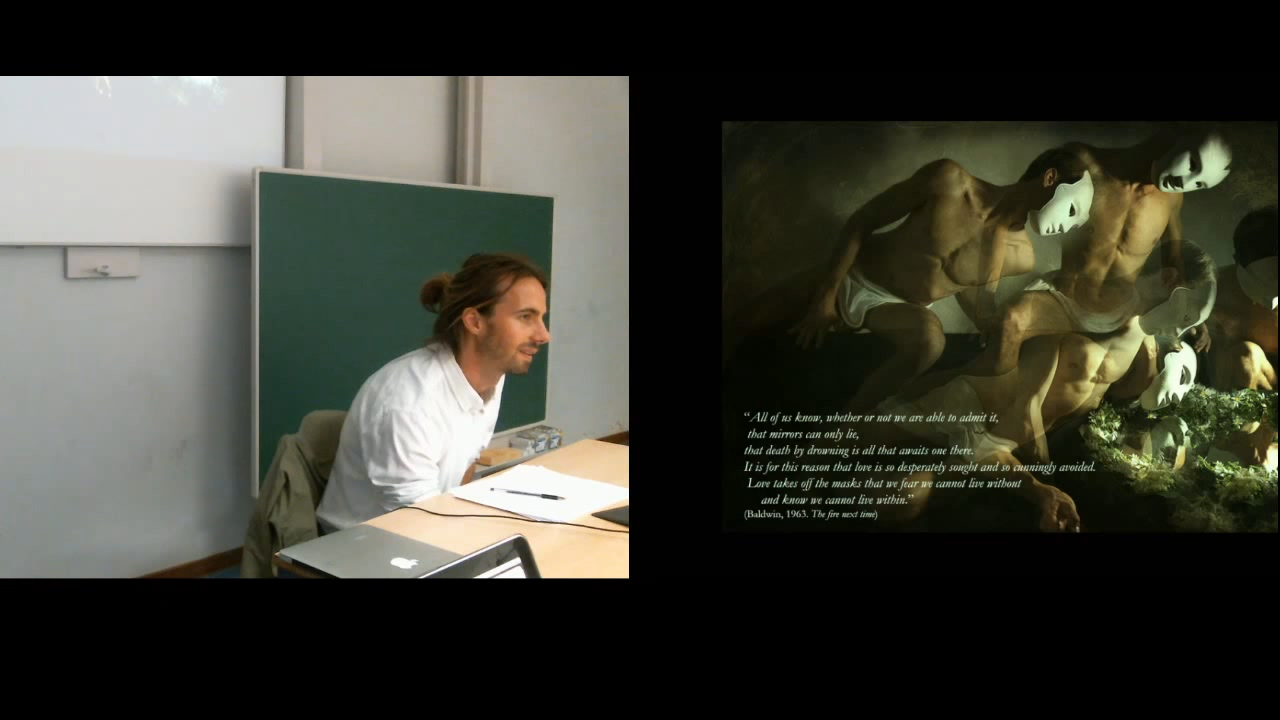 “All of us know, whether or not we are able to admit it,
that mirrors can only lie,
that death by drowning is all that awaits one there.
It is for this reason that love is so desperately sought and so cunningly avoided.
Love takes off the masks that we fear we cannot live without
and know we cannot live within.”
(Baldwin, 1963. The fire next time)